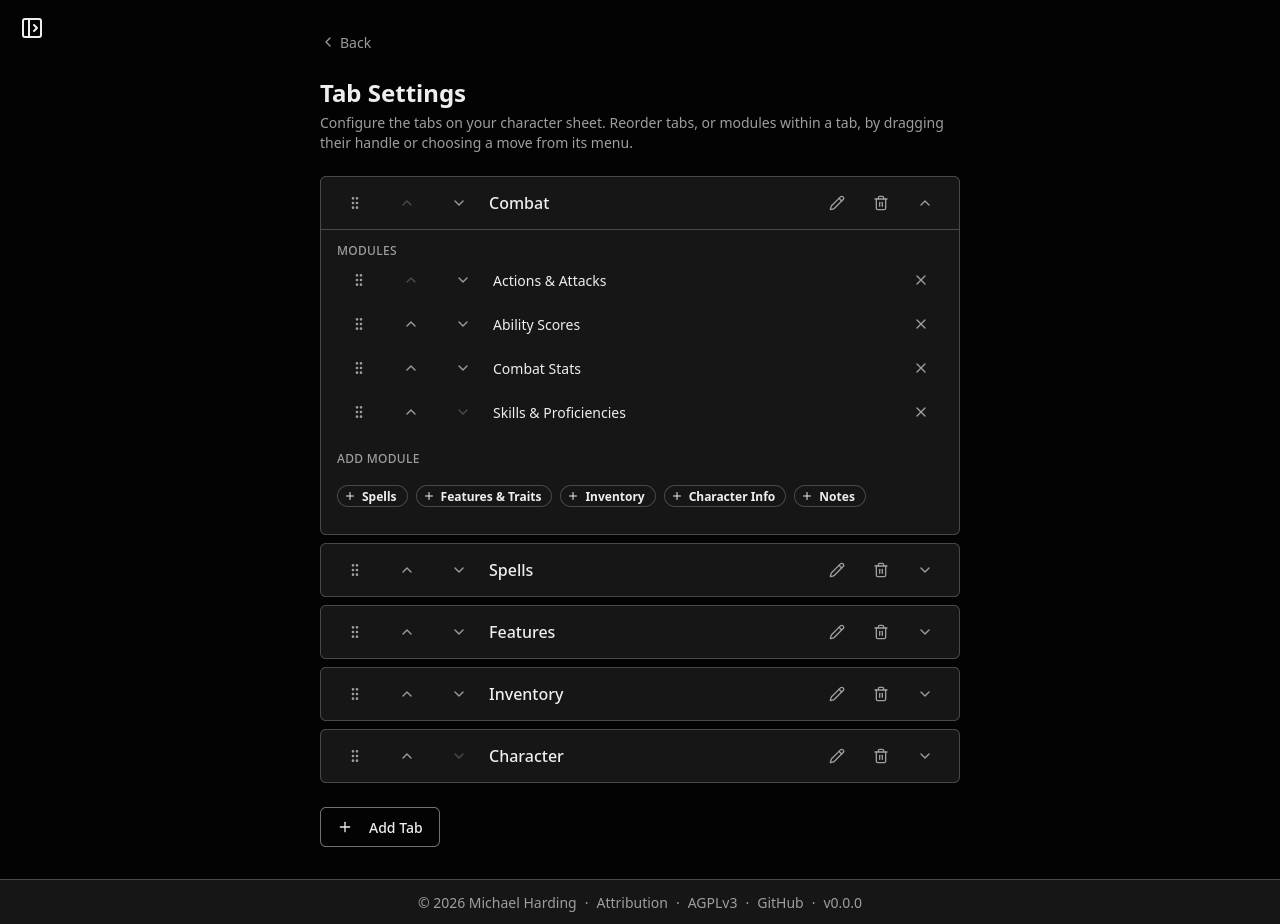 Back
Tab Settings
Configure the tabs on your character sheet. Reorder tabs, or modules within a tab, by dragging
their handle or choosing a move from its menu.
Combat
MODULES
Actions & Attacks
Ability Scores
Combat Stats
Skills & Proficiencies
ADD MODULE
Spells Features & Traits Inventory Character Info Notes
Spells
Features
Inventory
Character
Add Tab
© 2026 Michael Harding · Attribution · AGPLv3 · GitHub · v0.0.0